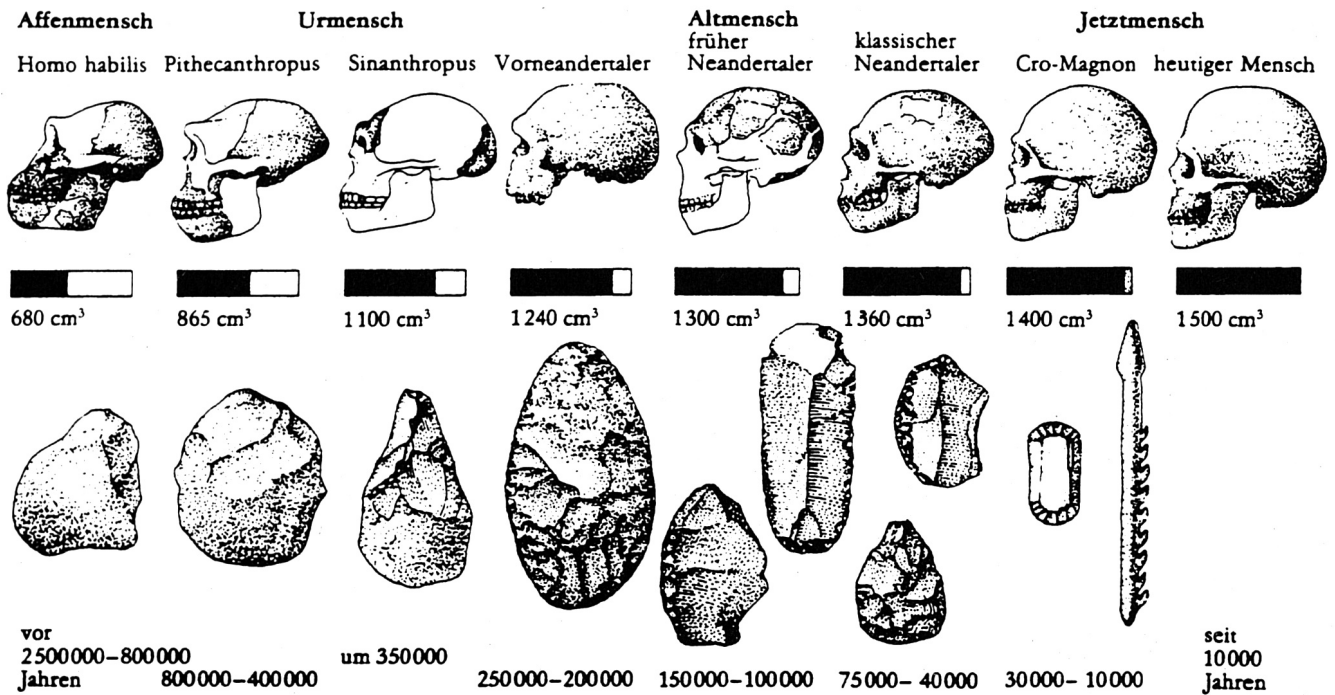 Affenmensch
Urmensch
Altmensch
Jetztmensch
Homo habilis
Pithecanthropus
Sinanthropus
Vorneandertaler
früher
Neandertaler
klassischer
Neandertaler
Cro-Magnon
heutiger Mensch
680 cm³
865 cm³
1100 cm³
1240 cm³
1300 cm³
1360 cm³
1400 cm³
1500 cm³
vor
2500000–800000
Jahren
800000–400000
um 350000
250000–200000
150000–100000
75000– 40000
30000– 10000
seit
10000
Jahren